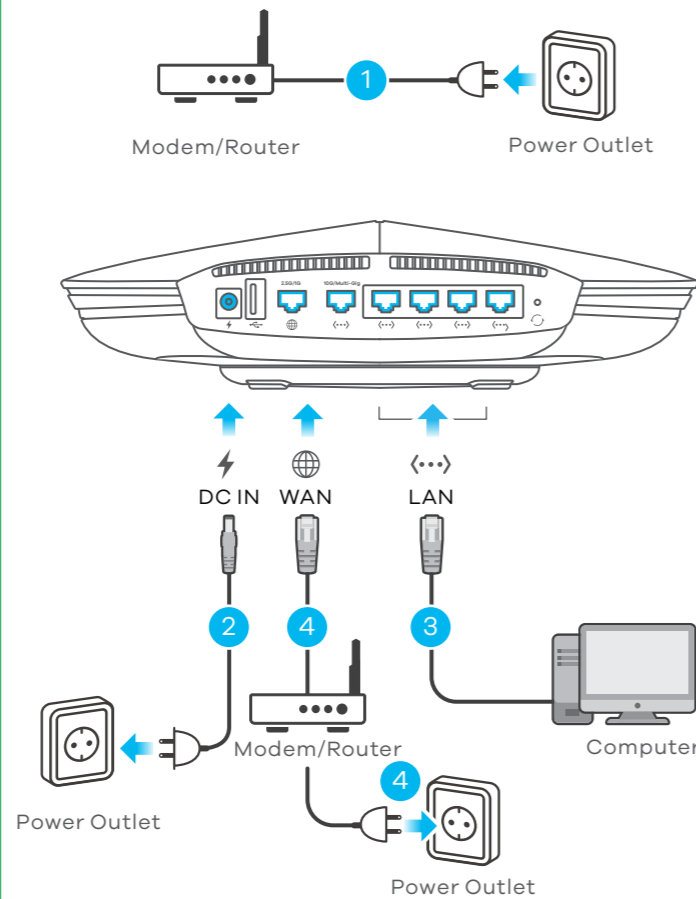 1
Modem/Router
Power Outlet
2.5G/1G
10G/Multi-Gig
DC IN
WAN
LAN
2
4
3
Modem/Router
Computer
4
Power Outlet
Power Outlet